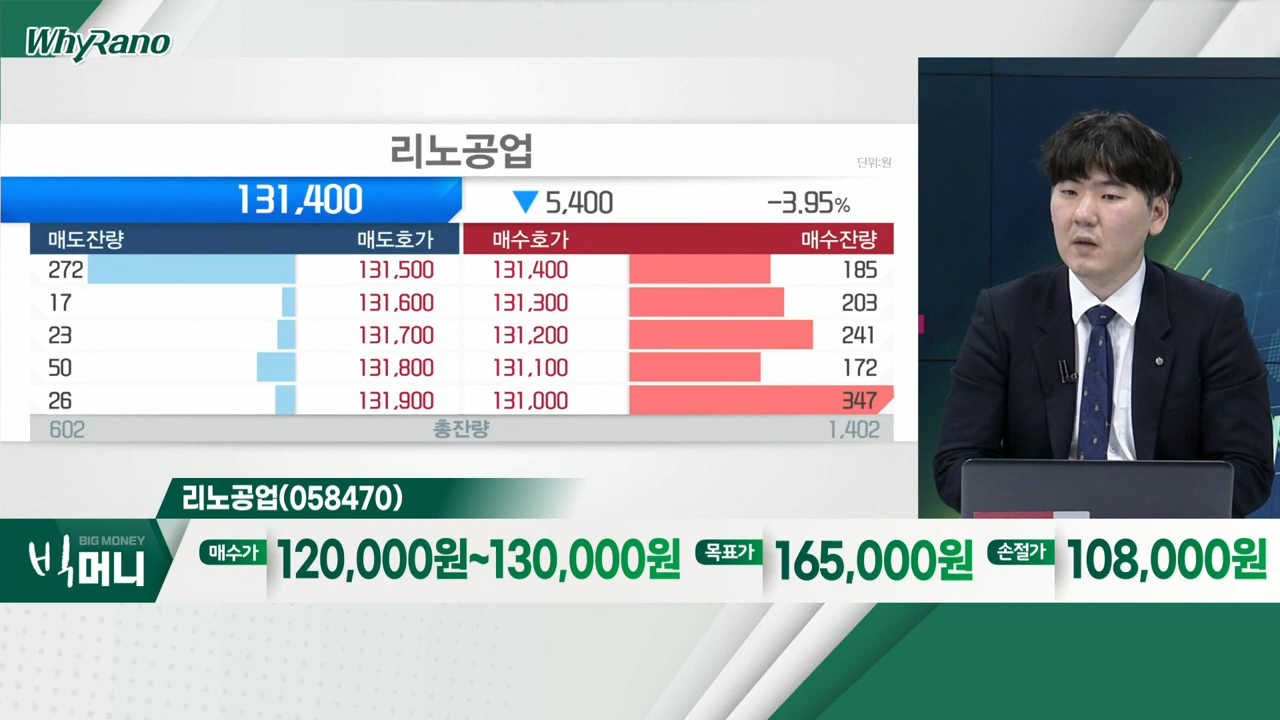 WhyRano
리노공업
단위:원
131,400 ▼ 5,400 -3.95%
매도잔량 매도호가 매수호가 매수잔량
272 131,500 131,400 185
17 131,600 131,300 203
23 131,700 131,200 241
50 131,800 131,100 172
26 131,900 131,000 347
602 총잔량 1,402
리노공업(058470)
BIG MONEY
빅머니
매수가 120,000원~130,000원 목표가 165,000원 손절가 108,000원